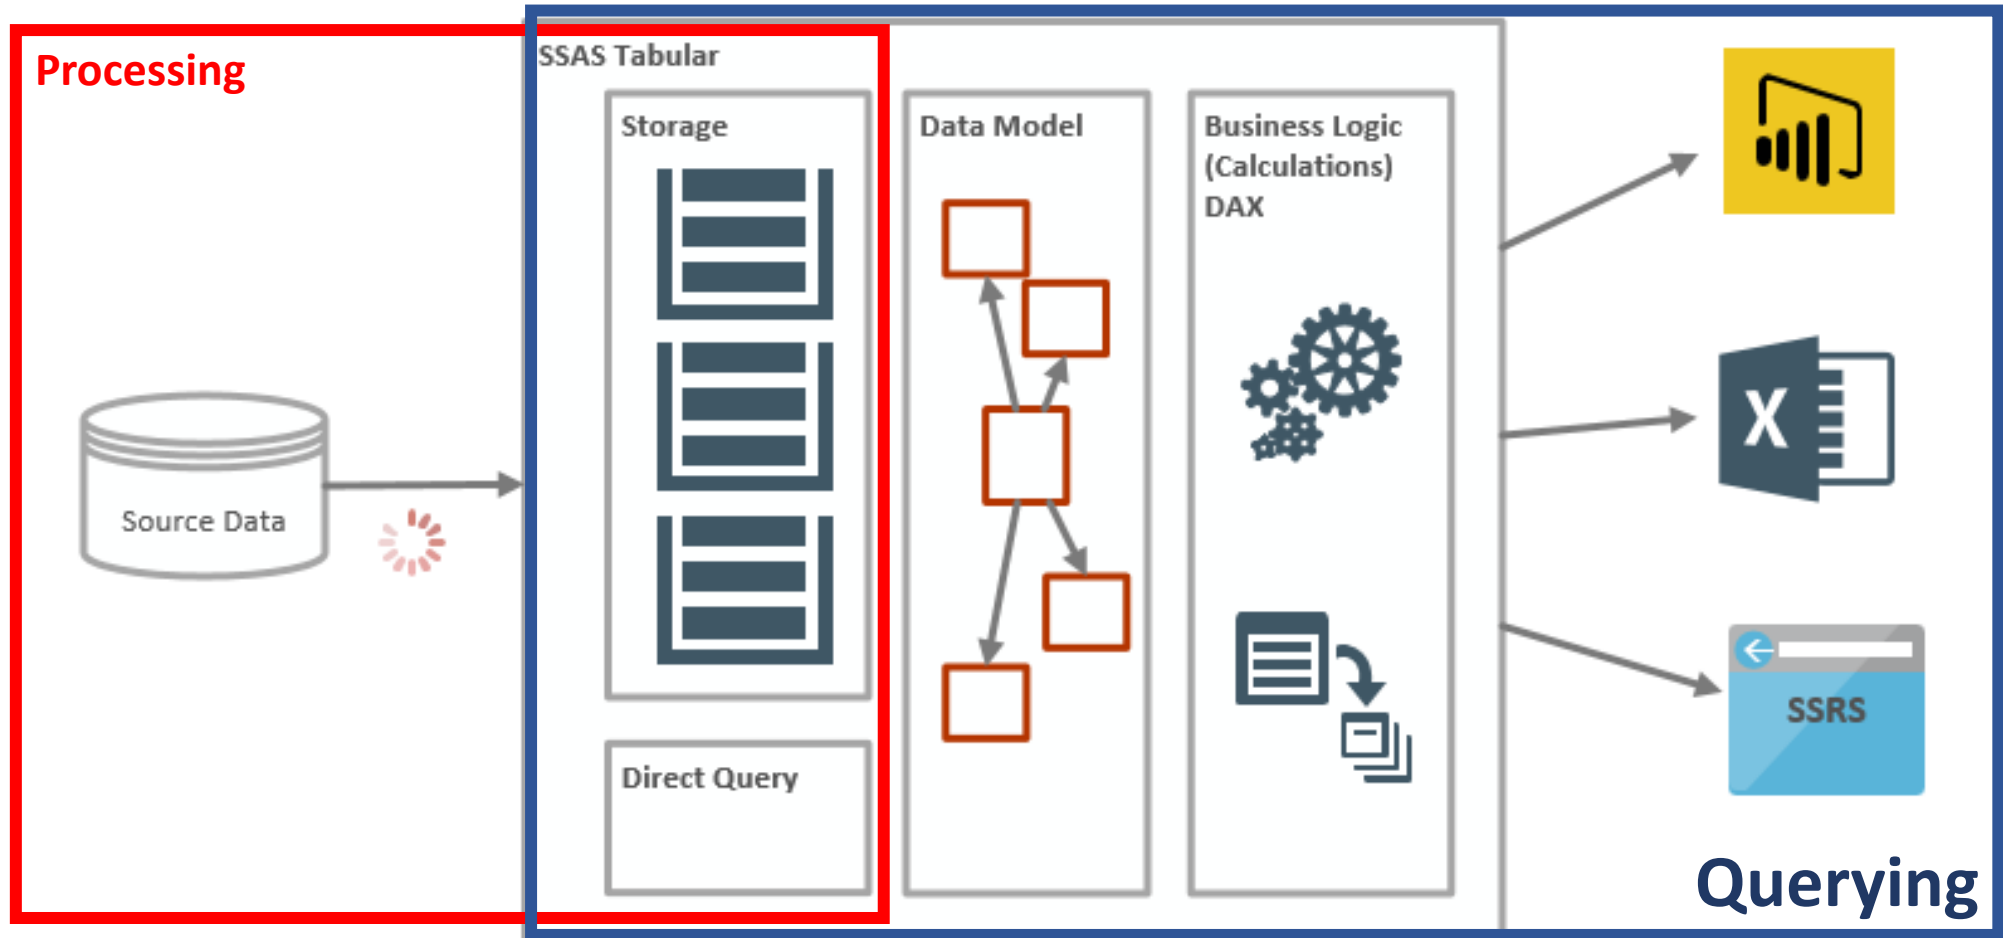 Processing
SSAS Tabular
Storage
Data Model
Business Logic
(Calculations)
DAX
Source Data
X
Direct Query
SSRS
Querying